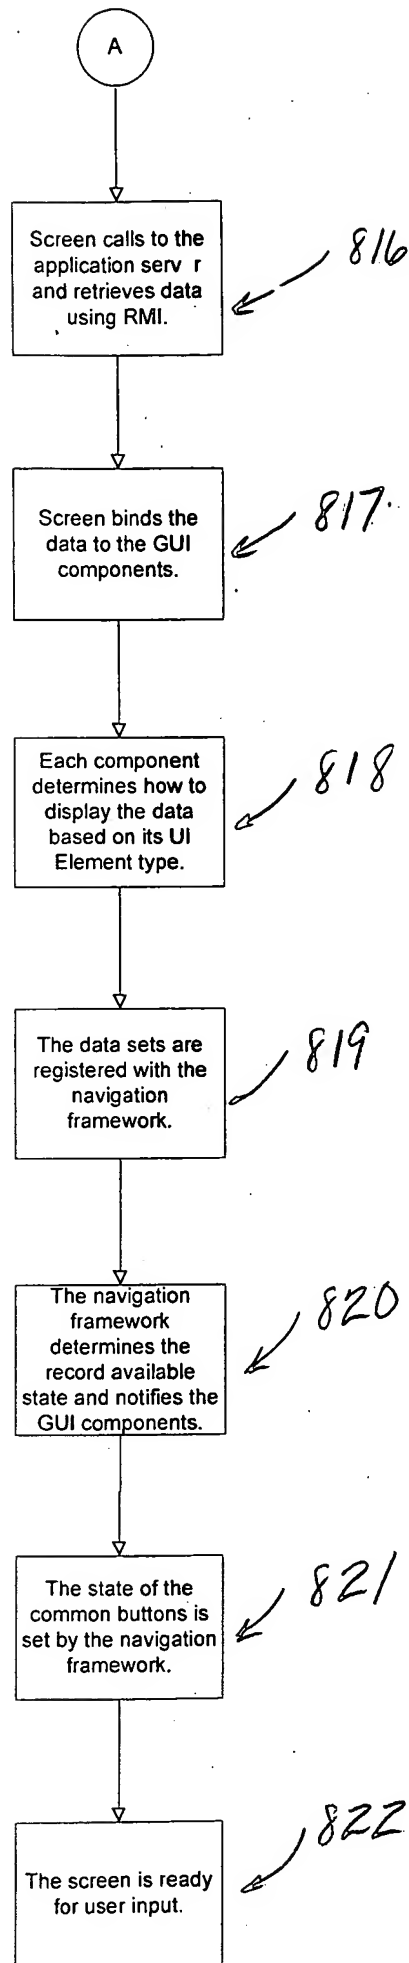 A
Screen calls to the
application serv r
and retrieves data
using RMI.
816
Screen binds the
data to the GUI
components.
817
Each component
determines how to
display the data
based on its UI
Element type.
818
The data sets are
registered with the
navigation
framework.
819
The navigation
framework
determines the
record available
state and notifies the
GUI components.
820
The state of the
common buttons is
set by the navigation
framework.
821
The screen is ready
for user input.
822